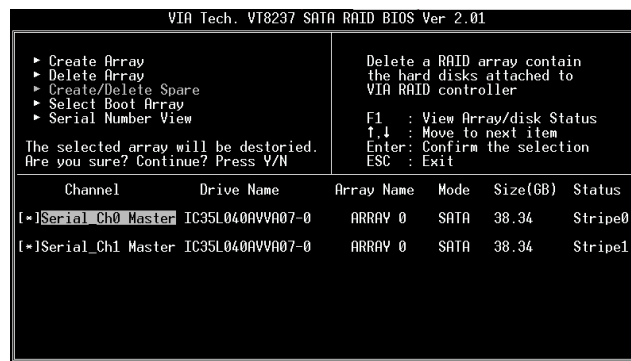 VIA Tech. VT8237 SATA RAID BIOS Ver 2.01
► Create Array
► Delete Array
► Create/Delete Spare
► Select Boot Array
► Serial Number View
The selected array will be destoried.
Are you sure? Continue? Press Y/N
Delete a RAID array contain
the hard disks attached to
VIA RAID controller
F1 : View Array/disk Status
↑,↓ : Move to next item
Enter: Confirm the selection
ESC : Exit
Channel Drive Name Array Name Mode Size(GB) Status
[*]Serial_Ch0 Master IC35L040AVVA07-0 ARRAY 0 SATA 38.34 Stripe0
[*]Serial_Ch1 Master IC35L040AVVA07-0 ARRAY 0 SATA 38.34 Stripe1